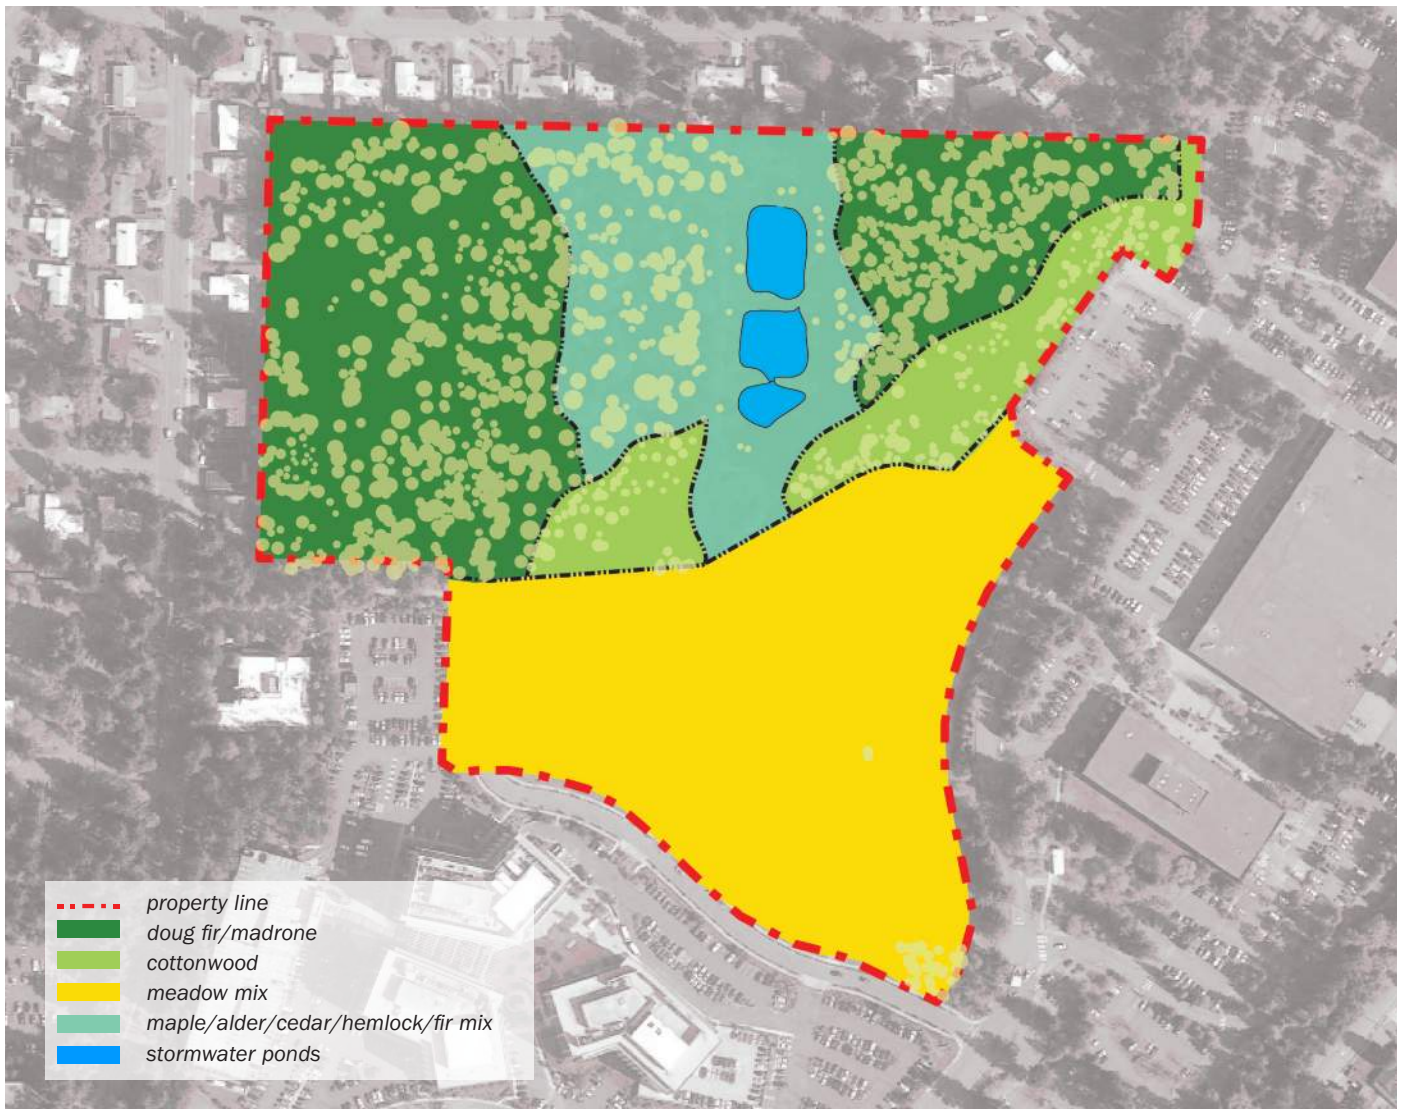 property line
doug fir/madrone
cottonwood
meadow mix
maple/alder/cedar/hemlock/fir mix
stormwater ponds